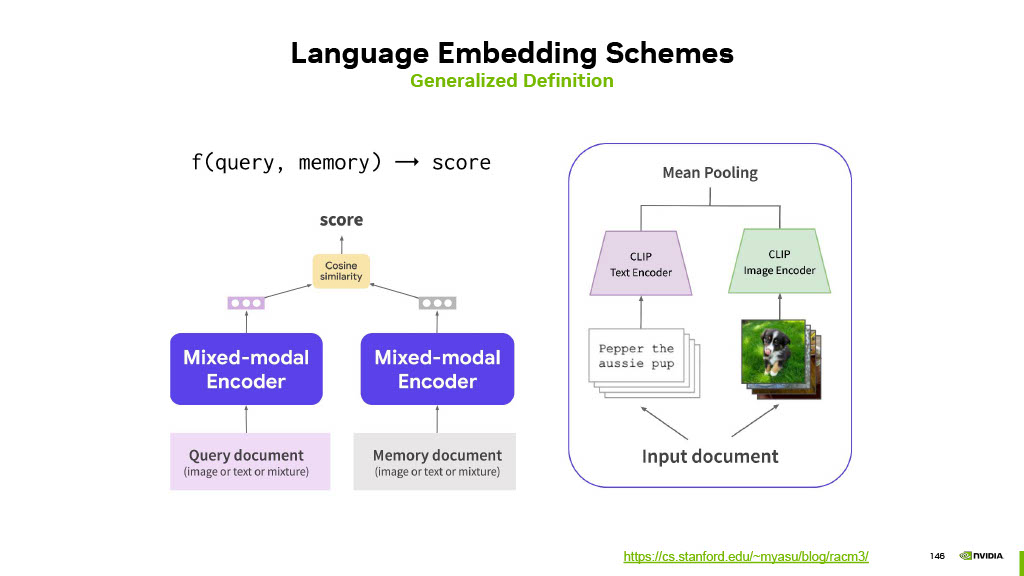 Language Embedding Schemes
Generalized Definition
f(query, memory) → score
score
Cosine
similarity
Mixed-modal
Encoder
Mixed-modal
Encoder
Query document
(image or text or mixture)
Memory document
(image or text or mixture)
Mean Pooling
CLIP
Text Encoder
CLIP
Image Encoder
Pepper the
aussie pup
Input document
https://cs.stanford.edu/~myasu/blog/racm3/
146
NVIDIA